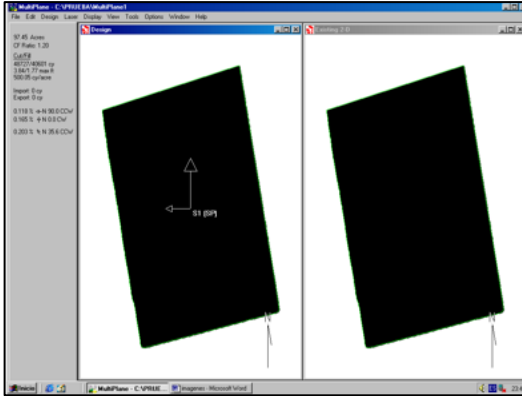 MultiPlane - C:\PRUEBA\MultiPlano1
File Edit Design Laser Display View Tools Options Window Help
97.45 Acres
CF Ratio: 1.20
Cut/Fill
48727/40601 cy
3.84/1.77 max ft
500.05 cy/acre
Import: 0 cy
Export: 0 cy
0.118 % N 90.0 CCW
0.165 % N 0.0 CW
0.203 % N 35.6 CCW
Design
S1 [SP]
N
Existing 2-D
N
Inicio
MultiPlano - C:\PRUE...
imagenes - Microsoft Word